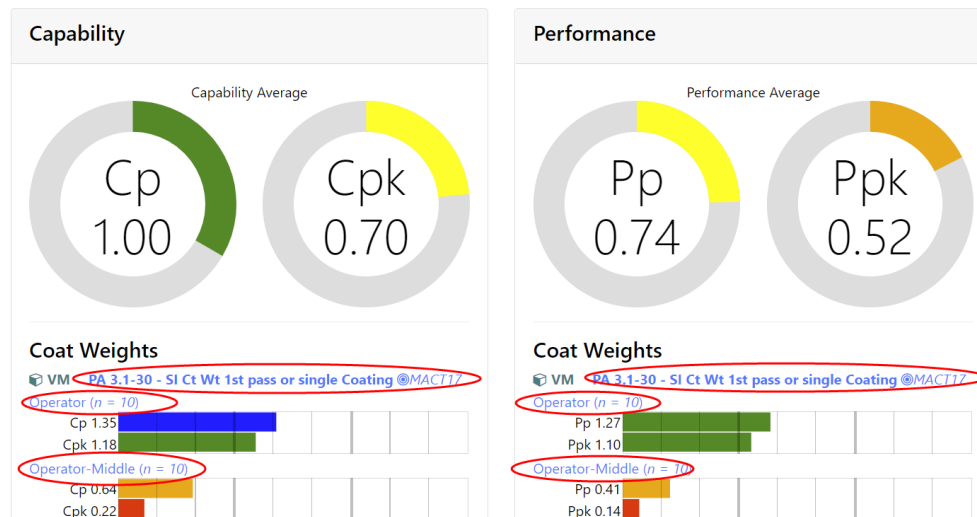 Capability
Capability Average
Cp
1.00
Cpk
0.70
Coat Weights
VM PA 3.1-30 - SI Ct Wt 1st pass or single Coating MACT17
Operator (n = 10)
Cp 1.35
Cpk 1.18
Operator-Middle (n = 10)
Cp 0.64
Cpk 0.22
Performance
Performance Average
Pp
0.74
Ppk
0.52
Coat Weights
VM PA 3.1-30 - SI Ct Wt 1st pass or single Coating MACT17
Operator (n = 10)
Pp 1.27
Ppk 1.10
Operator-Middle (n = 10)
Pp 0.41
Ppk 0.14